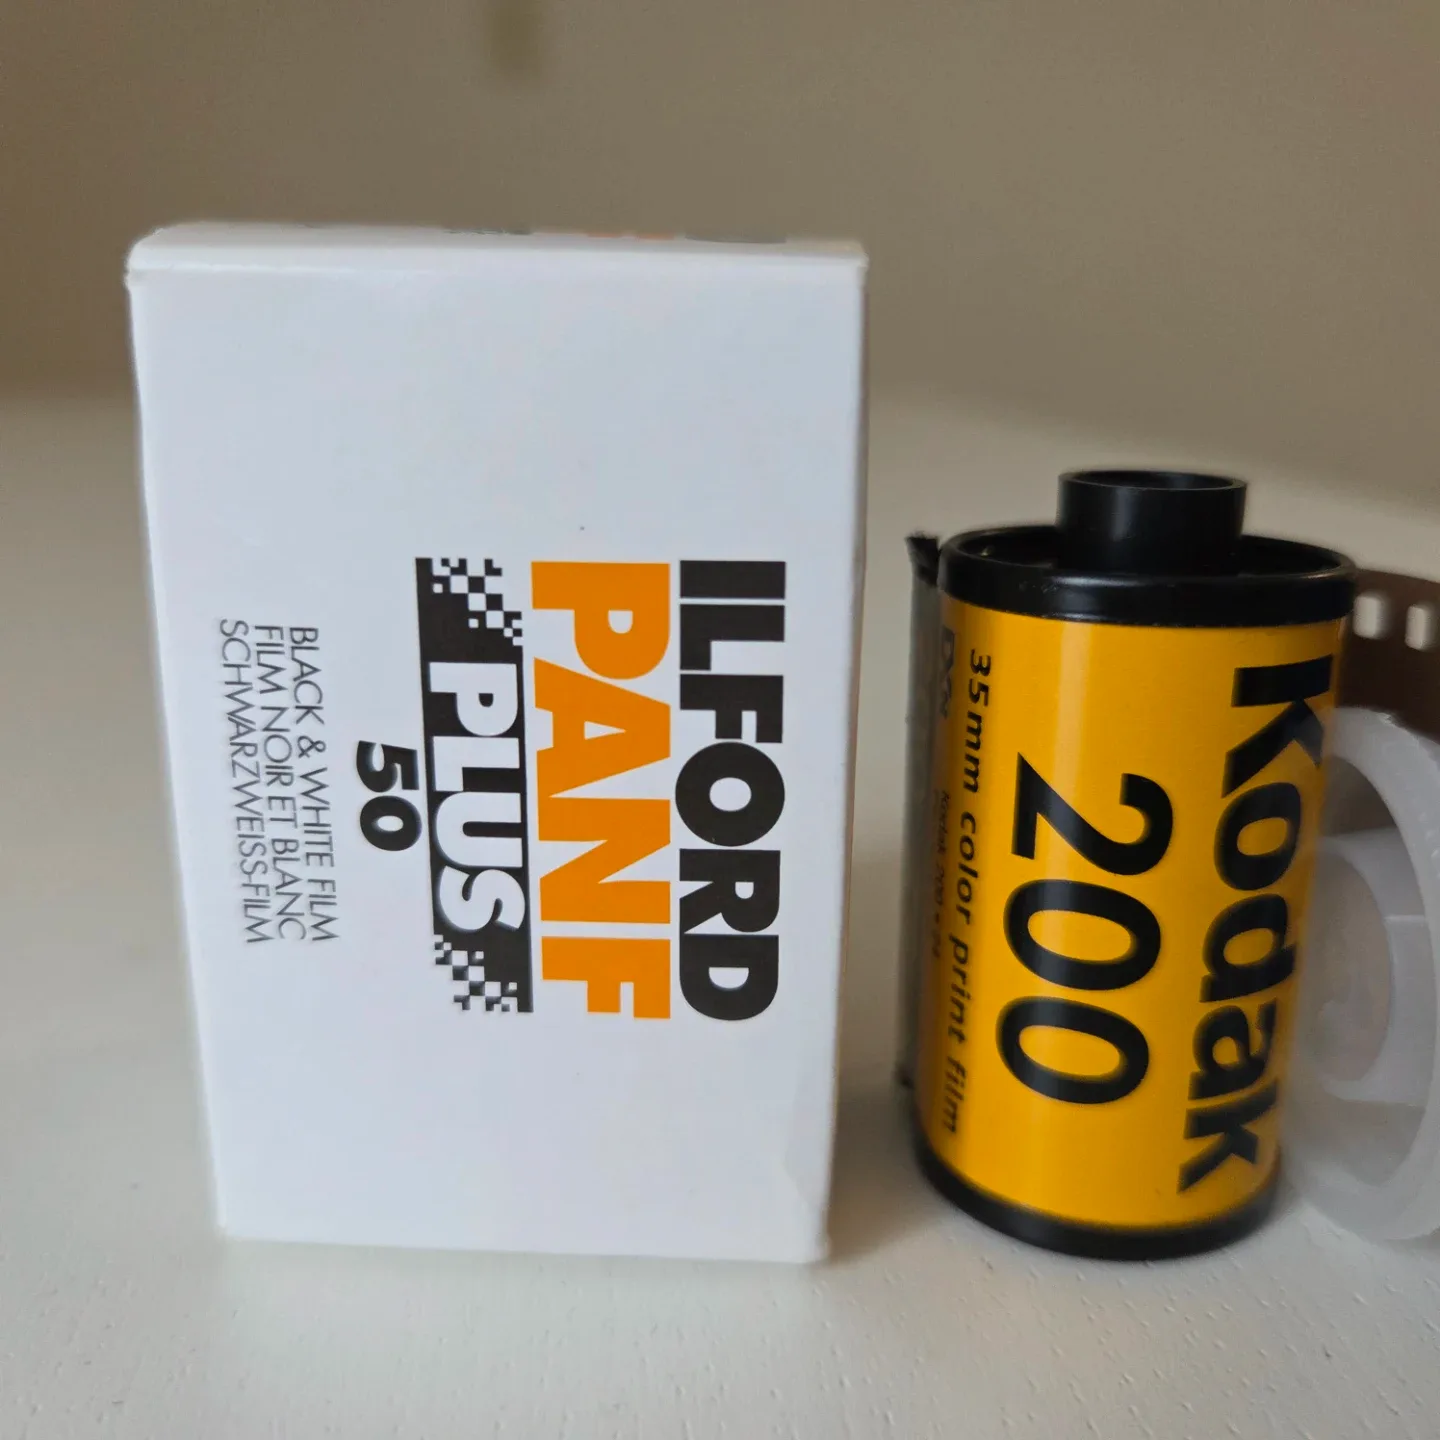 ILFORD
PANF
PLUS
50
BLACK & WHITE FILM
FILM NOIR ET BLANC
SCHWARZWEISS-FILM
Kodak
200
35mm color print film